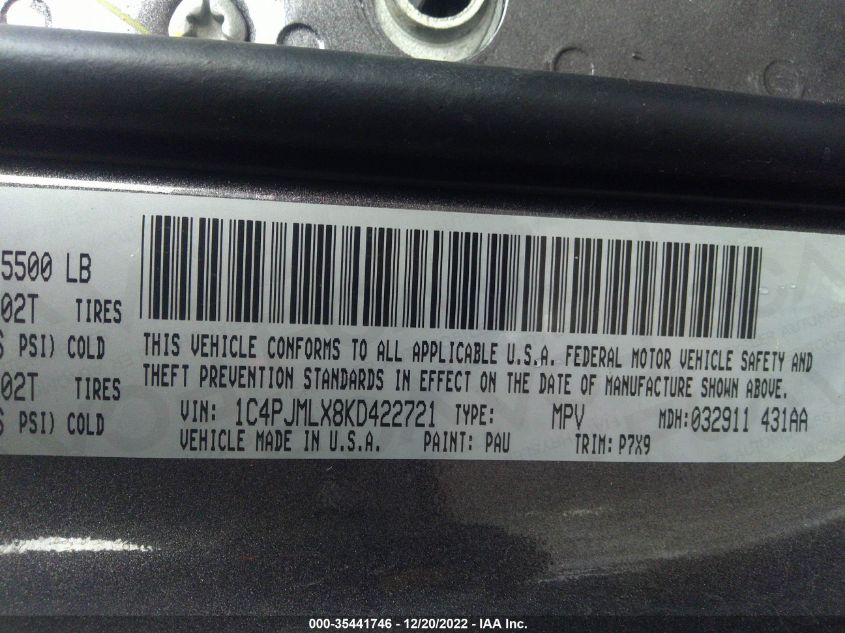 5500 LB
02T TIRES
PSI) COLD
02T TIRES
PSI) COLD
THIS VEHICLE CONFORMS TO ALL APPLICABLE U.S.A. FEDERAL MOTOR VEHICLE SAFETY AND
THEFT PREVENTION STANDARDS IN EFFECT ON THE DATE OF MANUFACTURE SHOWN ABOVE.
VIN: 1C4PJMLX8KD422721 TYPE: MPV MDH:032911 431AA
VEHICLE MADE IN U.S.A. PAINT: PAU TRIM: P7X9
000-35441746 - 12/20/2022 - IAA Inc.